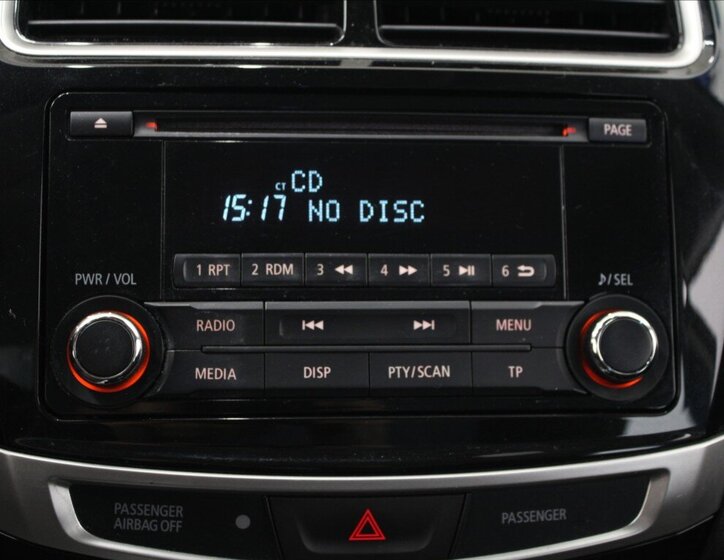 PAGE
CT CD
15:17 NO DISC
1 RPT 2 RDM 3 4 5 6
PWR / VOL
/SEL
RADIO MENU
MEDIA DISP PTY/SCAN TP
PASSENGER
AIRBAG OFF
PASSENGER